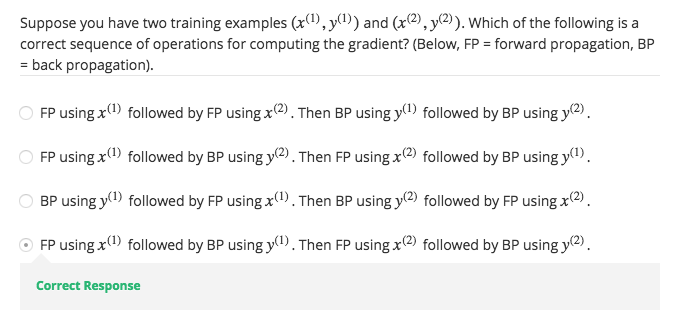 Suppose you have two training examples (x⁽¹⁾, y⁽¹⁾) and (x⁽²⁾, y⁽²⁾). Which of the following is a
correct sequence of operations for computing the gradient? (Below, FP = forward propagation, BP
= back propagation).
FP using x⁽¹⁾ followed by FP using x⁽²⁾. Then BP using y⁽¹⁾ followed by BP using y⁽²⁾.
FP using x⁽¹⁾ followed by BP using y⁽²⁾. Then FP using x⁽²⁾ followed by BP using y⁽¹⁾.
BP using y⁽¹⁾ followed by FP using x⁽¹⁾. Then BP using y⁽²⁾ followed by FP using x⁽²⁾.
FP using x⁽¹⁾ followed by BP using y⁽¹⁾. Then FP using x⁽²⁾ followed by BP using y⁽²⁾.
Correct Response